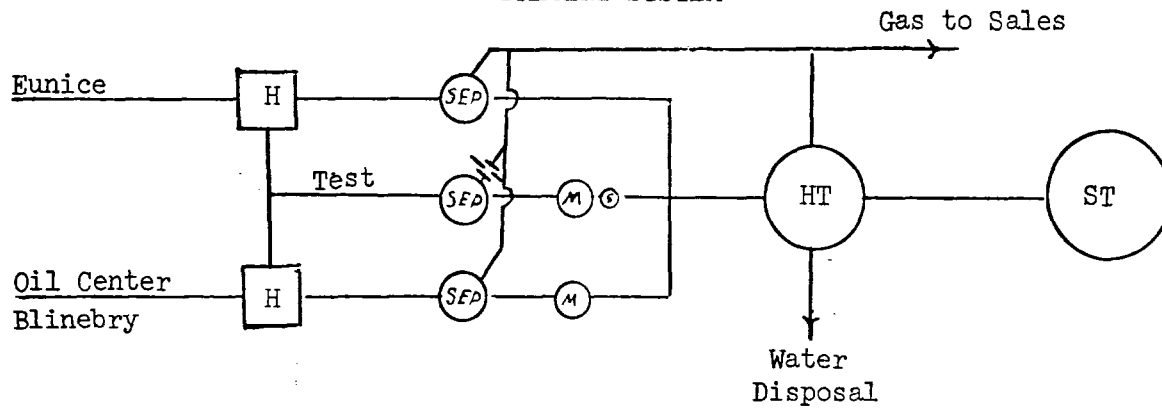 Gas to Sales
Eunice
H
SEP
Test
SEP
M
S
HT
ST
Oil Center
Blinebry
H
SEP
M
Water
Disposal